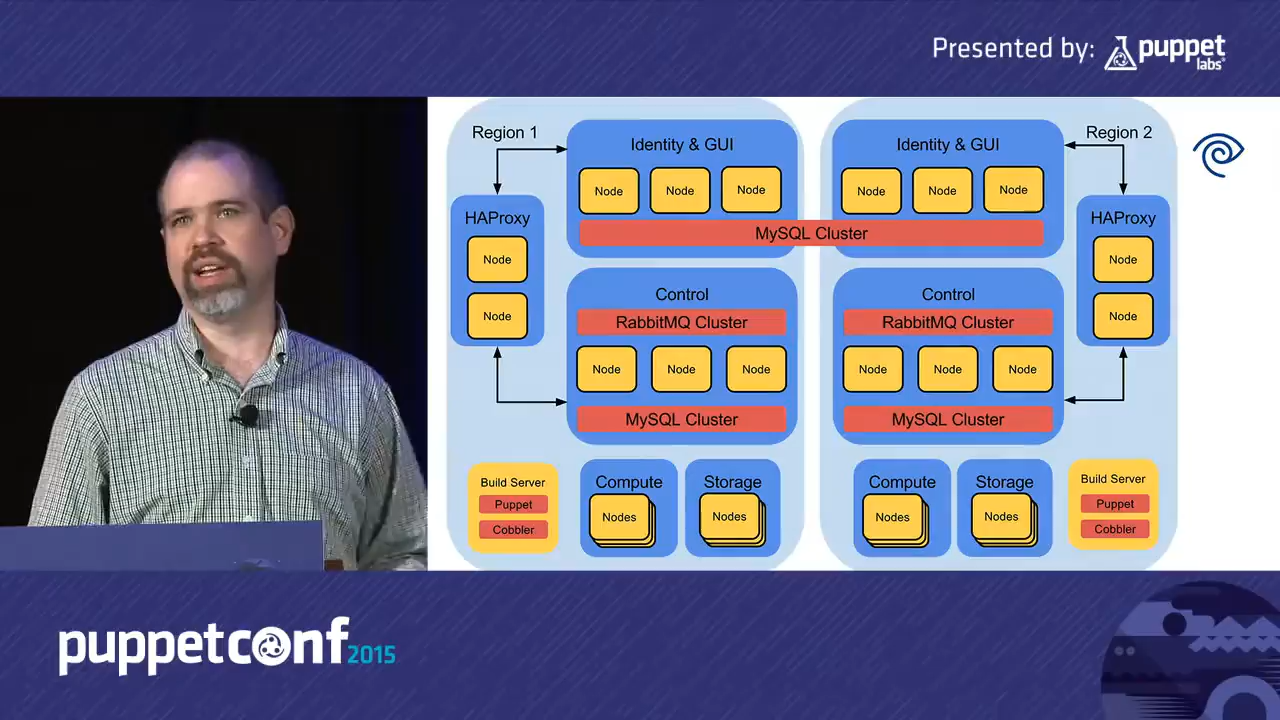 Presented by: puppet labs
Region 1
Identity & GUI
Node Node Node
HAProxy
Node
Node
Control
RabbitMQ Cluster
Node Node Node
MySQL Cluster
Build Server
Puppet
Cobbler
Compute
Nodes
Storage
Nodes
MySQL Cluster
Region 2
Identity & GUI
Node Node Node
HAProxy
Node
Node
Control
RabbitMQ Cluster
Node Node Node
MySQL Cluster
Compute
Nodes
Storage
Nodes
Build Server
Puppet
Cobbler
puppetconf 2015